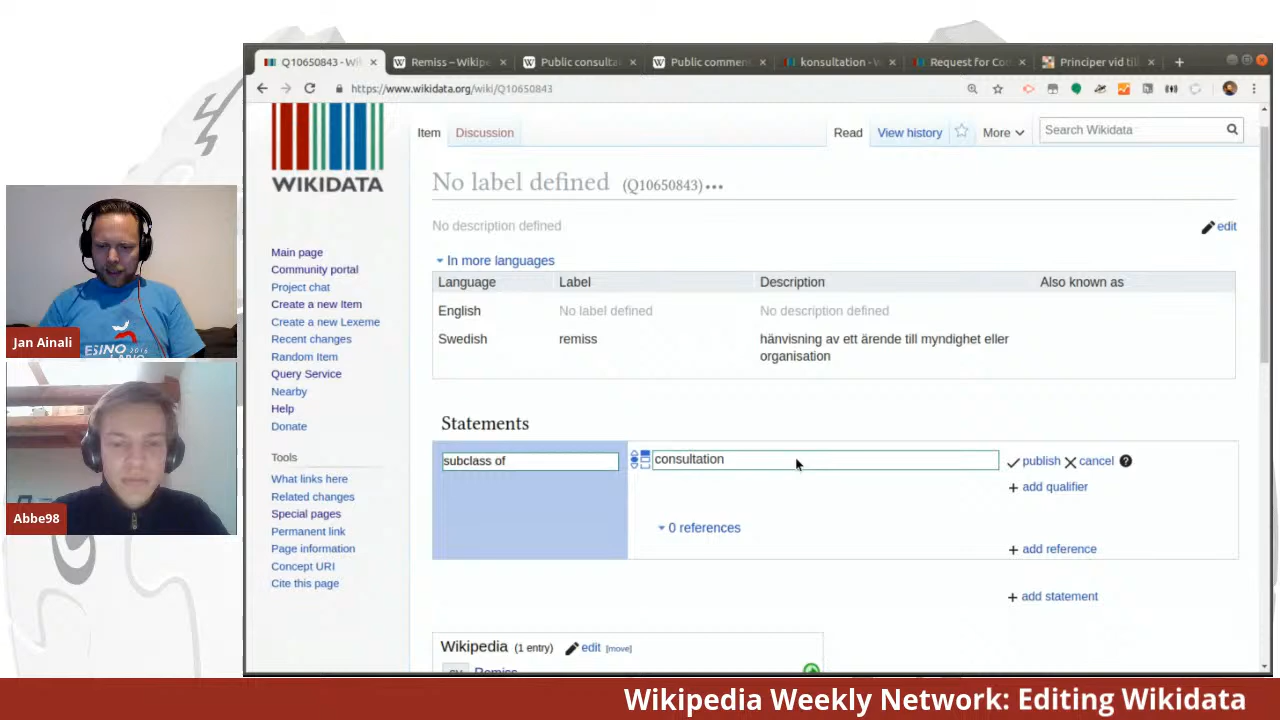 Q10650843 - Wi
Remiss – Wikipe
Public consulta
Public commen
konsultation - W
Request for Con
Principer vid till
https://www.wikidata.org/wiki/Q10650843
WIKIDATA
Item
Discussion
Read
View history
More
Search Wikidata
No label defined (Q10650843)
No description defined
edit
In more languages
Language
Label
Description
Also known as
English
No label defined
No description defined
Swedish
remiss
hänvisning av ett ärende till myndighet eller
organisation
Main page
Community portal
Project chat
Create a new Item
Create a new Lexeme
Recent changes
Random Item
Query Service
Nearby
Help
Donate
Tools
What links here
Related changes
Special pages
Permanent link
Page information
Concept URI
Cite this page
Statements
subclass of
consultation
publish
cancel
+ add qualifier
0 references
+ add reference
+ add statement
Wikipedia (1 entry)
edit
[move]
Remiss
Jan Ainali
ESINO
2016
Abbe98
Wikipedia Weekly Network: Editing Wikidata